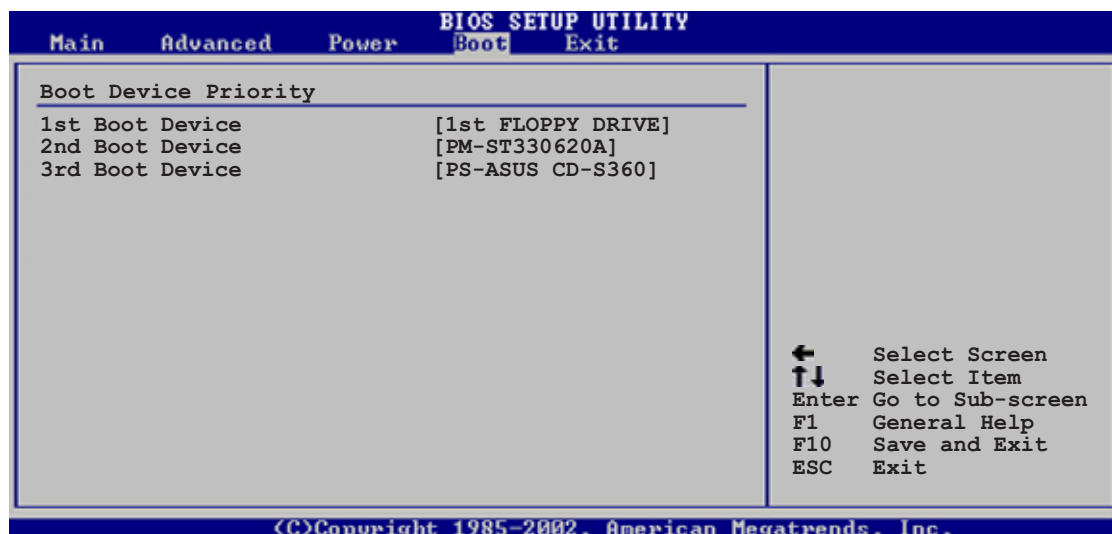 BIOS SETUP UTILITY
Main Advanced Power Boot Exit
Boot Device Priority
1st Boot Device [1st FLOPPY DRIVE]
2nd Boot Device [PM-ST330620A]
3rd Boot Device [PS-ASUS CD-S360]
← Select Screen
↑↓ Select Item
Enter Go to Sub-screen
F1 General Help
F10 Save and Exit
ESC Exit
(C)Copyright 1985-2002, American Megatrends, Inc.